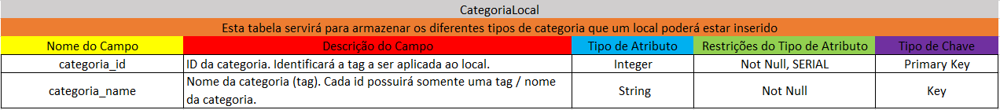 CategoriaLocal
Esta tabela servirá para armazenar os diferentes tipos de categoria que um local poderá estar inserido
Nome do Campo Descrição do Campo Tipo de Atributo Restrições do Tipo de Atributo Tipo de Chave
categoria_id ID da categoria. Identificará a tag a ser aplicada ao local. Integer Not Null, SERIAL Primary Key
categoria_name Nome da categoria (tag). Cada id possuirá somente uma tag / nome
da categoria. String Not Null Key